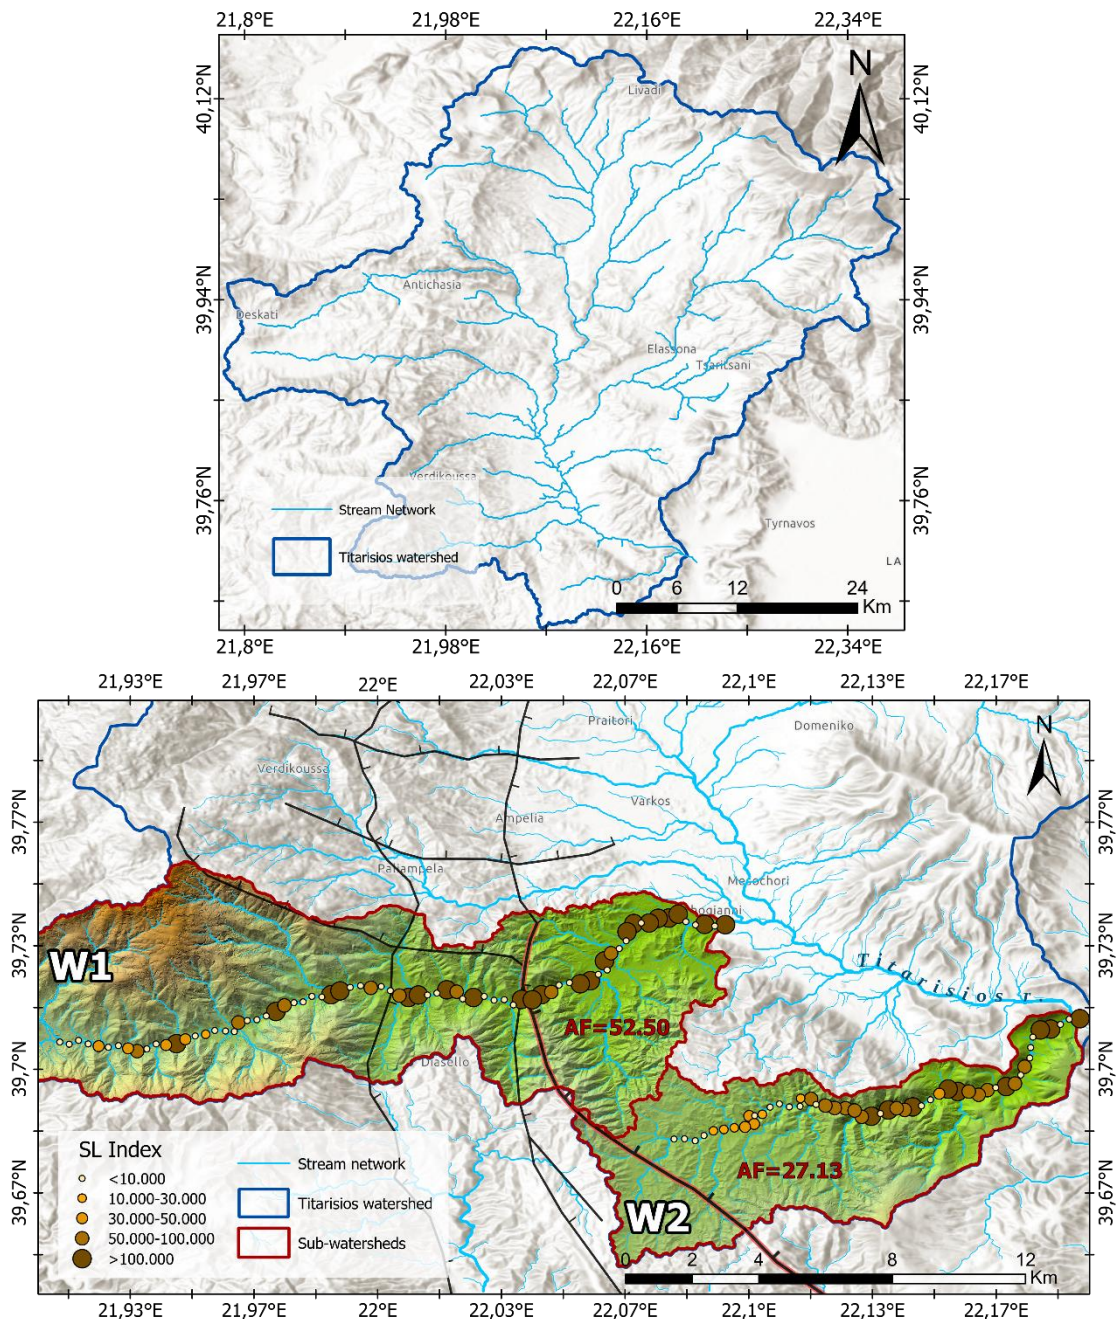 21,8°E 21,98°E 22,16°E 22,34°E
N
40,12°N 40,12°N
Livadi
39,94°N 39,94°N
Antichasia
Deskati
Elassona
Tsaritsani
39,76°N 39,76°N
Verdikoussa
Stream Network
Tyrnavos
Titarisios watershed
LA
0 6 12 24
Km
21,8°E 21,98°E 22,16°E 22,34°E
21,93°E 21,97°E 22°E 22,03°E 22,07°E 22,1°E 22,13°E 22,17°E
Praitori
Domeniko
N
Verdikoussa
39,77°N 39,77°N
Varkos
Ampelia
Pallampela
Mesochori
39,73°N 39,73°N
W1
Titarisios r.
AF=52.50
39,7°N 39,7°N
Diasello
SL Index
<10.000
10.000-30.000
30.000-50.000
50.000-100.000
>100.000
Stream network
Titarisios watershed
Sub-watersheds
AF=27.13
39,67°N 39,67°N
W2
0 2 4 8 12
Km
21,93°E 21,97°E 22°E 22,03°E 22,07°E 22,1°E 22,13°E 22,17°E